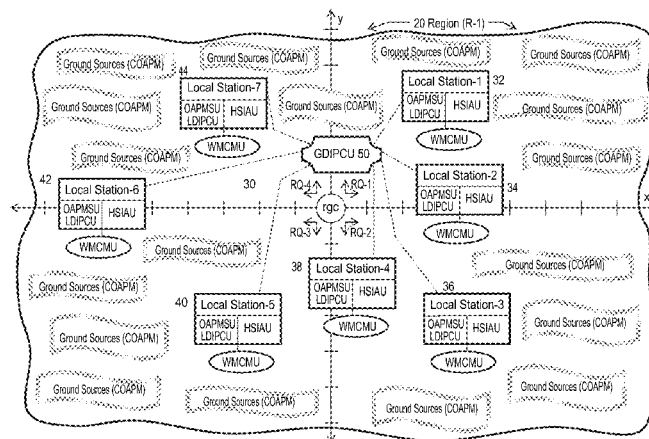 y
20 Region (R-1)
Ground Sources (COAPM)
Ground Sources (COAPM)
Ground Sources (COAPM)
Ground Sources (COAPM)
44
Local Station-7
OAPMSU
LDIPCU
HSIAU
WMCMU
Local Station-1
32
OAPMSU
LDIPCU
HSIAU
WMCMU
Ground Sources (COAPM)
Ground Sources (COAPM)
Ground Sources (COAPM)
Ground Sources (COAPM)
GDIPCU 50
Ground Sources (COAPM)
Ground Sources (COAPM)
42
Local Station-6
OAPMSU
LDIPCU
HSIAU
WMCMU
30
RQ-4
RQ-1
rgc
RQ-3
RQ-2
Local Station-2
34
OAPMSU
LDIPCU
HSIAU
WMCMU
x
Ground Sources (COAPM)
Ground Sources (COAPM)
38
Local Station-4
OAPMSU
LDIPCU
HSIAU
WMCMU
Ground Sources (COAPM)
40
Local Station-5
OAPMSU
LDIPCU
HSIAU
WMCMU
36
Local Station-3
OAPMSU
LDIPCU
HSIAU
WMCMU
Ground Sources (COAPM)
Ground Sources (COAPM)
Ground Sources (COAPM)
Ground Sources (COAPM)
Ground Sources (COAPM)
Ground Sources (COAPM)
Ground Sources (COAPM)